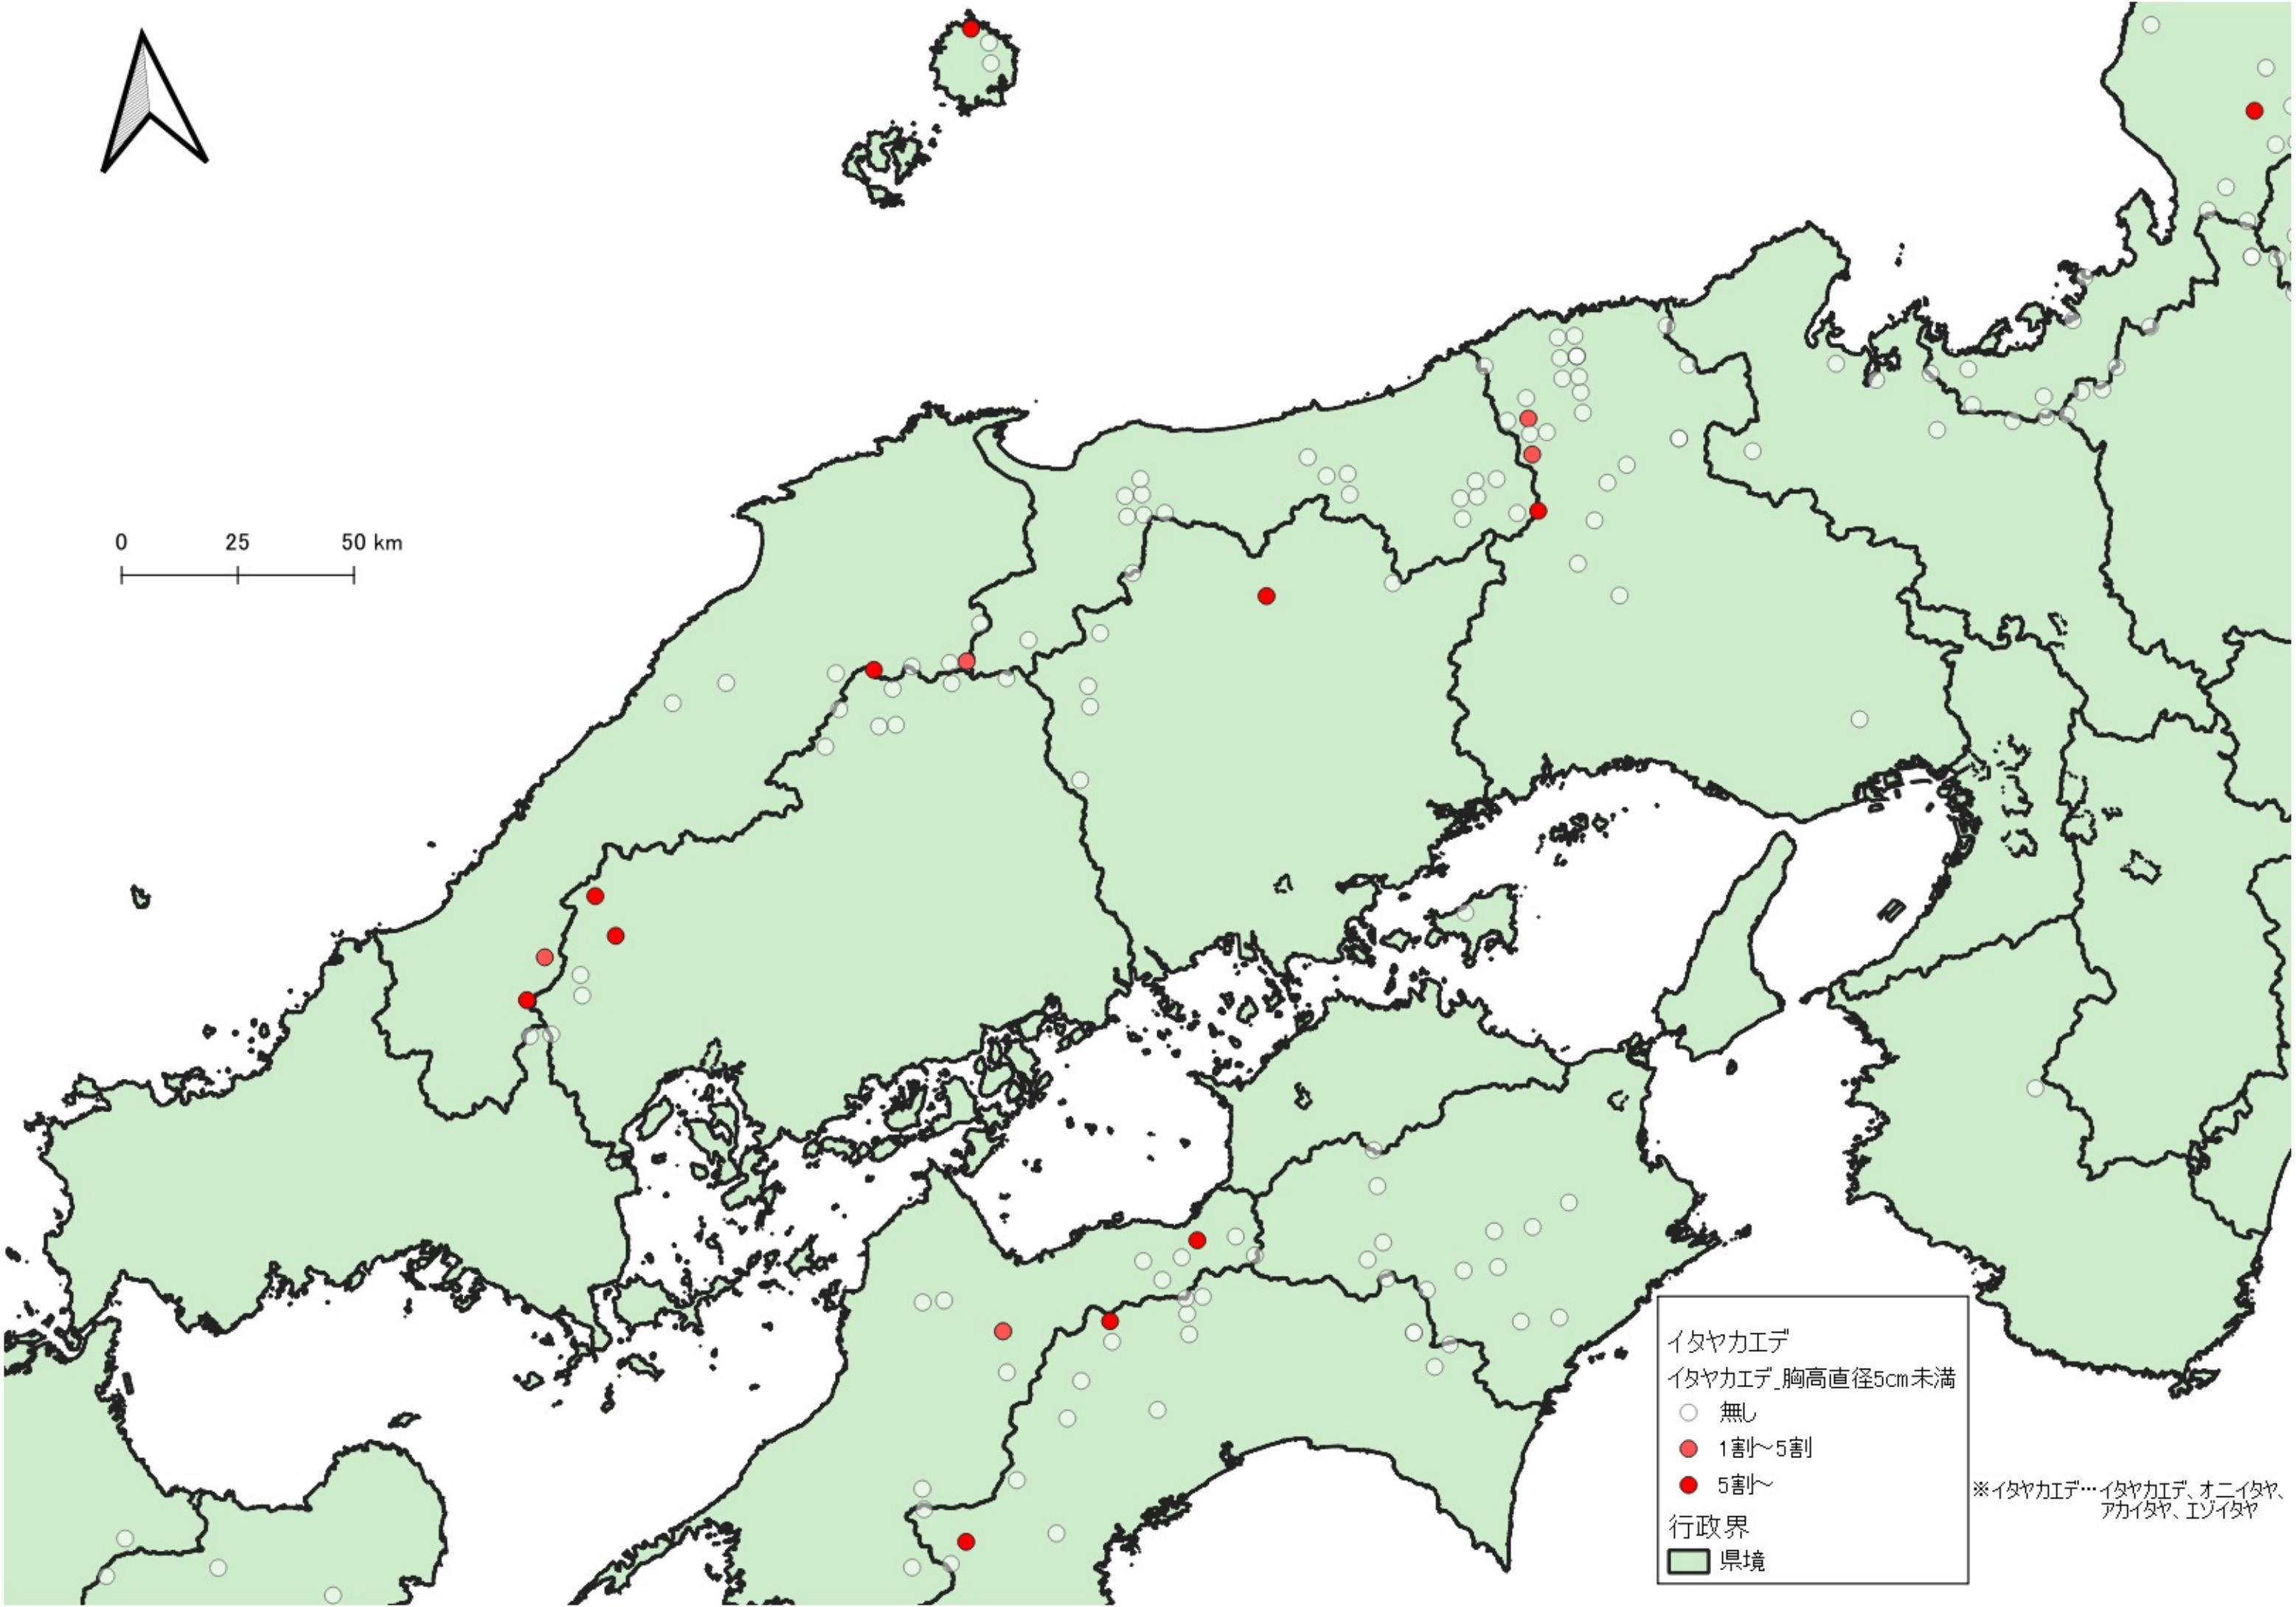 0 25 50 km
イタヤカエデ
イタヤカエデ_胸高直径5cm未満
無し
1割～5割
5割～
行政界
県境
※イタヤカエデ…イタヤカエデ、オニイタヤ、
アカイタヤ、エゾイタヤ